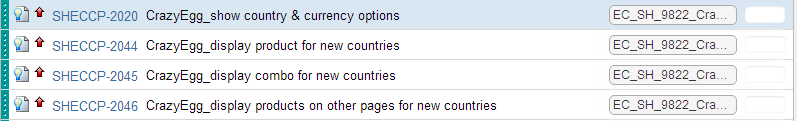 SHECCP-2020 CrazyEgg_show country & currency options EC_SH_9822_Cra...
SHECCP-2044 CrazyEgg_display product for new countries EC_SH_9822_Cra...
SHECCP-2045 CrazyEgg_display combo for new countries EC_SH_9822_Cra...
SHECCP-2046 CrazyEgg_display products on other pages for new countries EC_SH_9822_Cra...